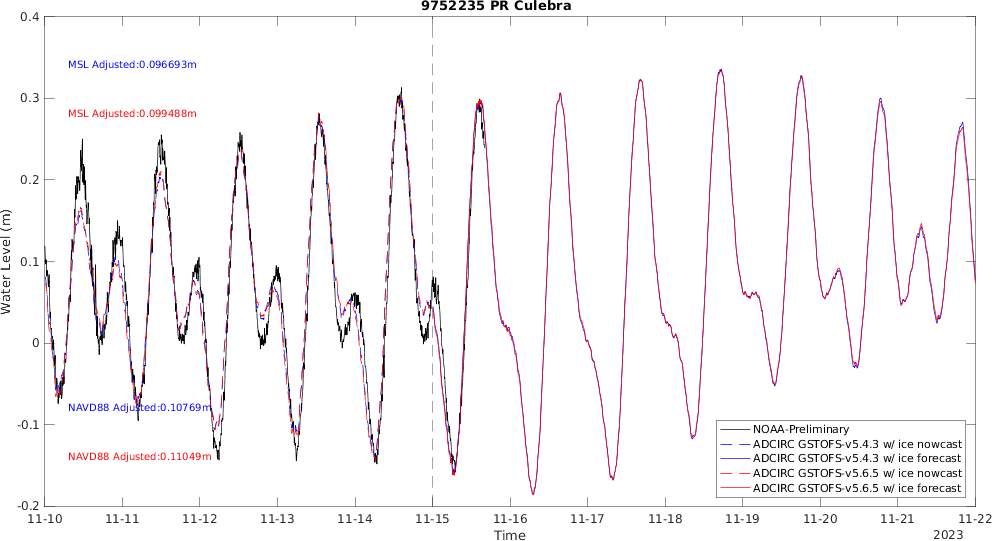 9752235 PR Culebra
0.4
0.3
0.2
0.1
0
-0.1
-0.2
Water Level (m)
MSL Adjusted:0.096693m
MSL Adjusted:0.099488m
NAVD88 Adjusted:0.10769m
NAVD88 Adjusted:0.11049m
NOAA-Preliminary
ADCIRC GSTOFS-v5.4.3 w/ ice nowcast
ADCIRC GSTOFS-v5.4.3 w/ ice forecast
ADCIRC GSTOFS-v5.6.5 w/ ice nowcast
ADCIRC GSTOFS-v5.6.5 w/ ice forecast
11-10 11-11 11-12 11-13 11-14 11-15 11-16 11-17 11-18 11-19 11-20 11-21 11-22
Time
2023